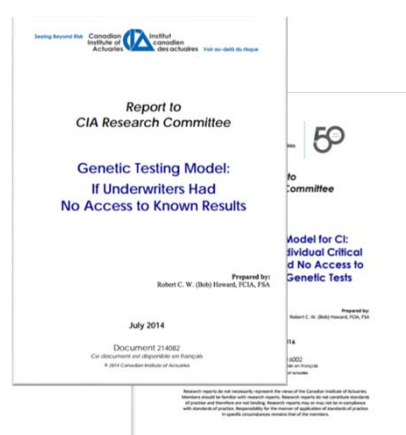 Seeing Beyond Risk
Canadian
Institute of
Actuaries
CIA
Institut
canadien
des actuaires
Voir au-delà du risque
Report to
CIA Research Committee
Genetic Testing Model:
If Underwriters Had
No Access to Known Results
Prepared by:
Robert C. W. (Bob) Howard, FCIA, FSA
July 2014
Document 214082
Ce document est disponible en français
© 2014 Canadian Institute of Actuaries
50
to
Committee
Model for CI:
dividual Critical
d No Access to
Genetic Tests
Prepared by:
Robert C. W. (Bob) Howard, FCIA, FSA
16
6002
le en français
of Actuaries
Research reports do not necessarily represent the views of the Canadian Institute of Actuaries.
Members should be familiar with research reports. Research reports do not constitute standards
of practice and therefore are not binding. Research reports may or may not be in compliance
with standards of practice. Responsibility for the manner of application of standards of practice
in specific circumstances remains that of the members.